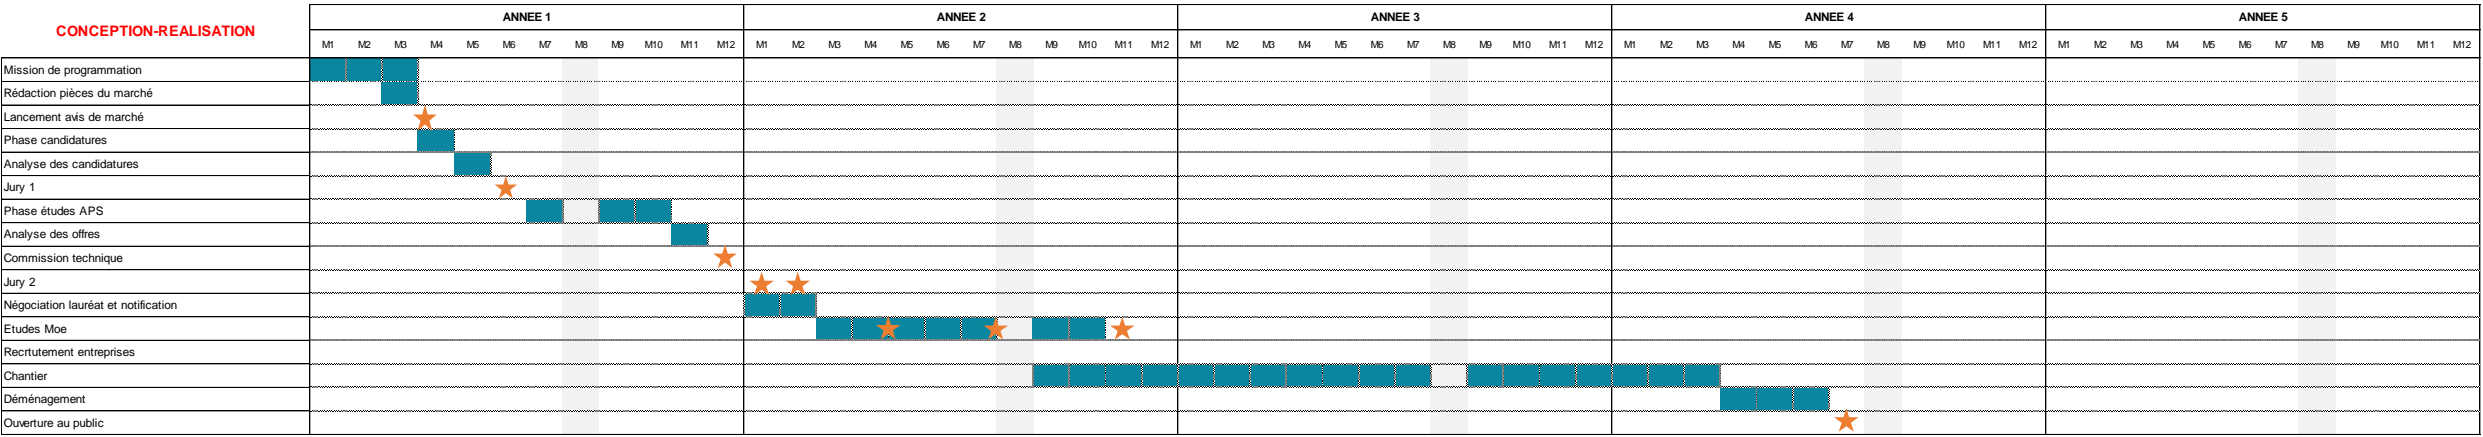 CONCEPTION-REALISATION
ANNEE 1 ANNEE 2 ANNEE 3 ANNEE 4 ANNEE 5
M1 M2 M3 M4 M5 M6 M7 M8 M9 M10 M11 M12 M1 M2 M3 M4 M5 M6 M7 M8 M9 M10 M11 M12 M1 M2 M3 M4 M5 M6 M7 M8 M9 M10 M11 M12 M1 M2 M3 M4 M5 M6 M7 M8 M9 M10 M11 M12 M1 M2 M3 M4 M5 M6 M7 M8 M9 M10 M11 M12
Mission de programmation
Rédaction pièces du marché
Lancement avis de marché
Phase candidatures
Analyse des candidatures
Jury 1
Phase études APS
Analyse des offres
Commission technique
Jury 2
Négociation lauréat et notification
Etudes Moe
Recrtutement entreprises
Chantier
Déménagement
Ouverture au public